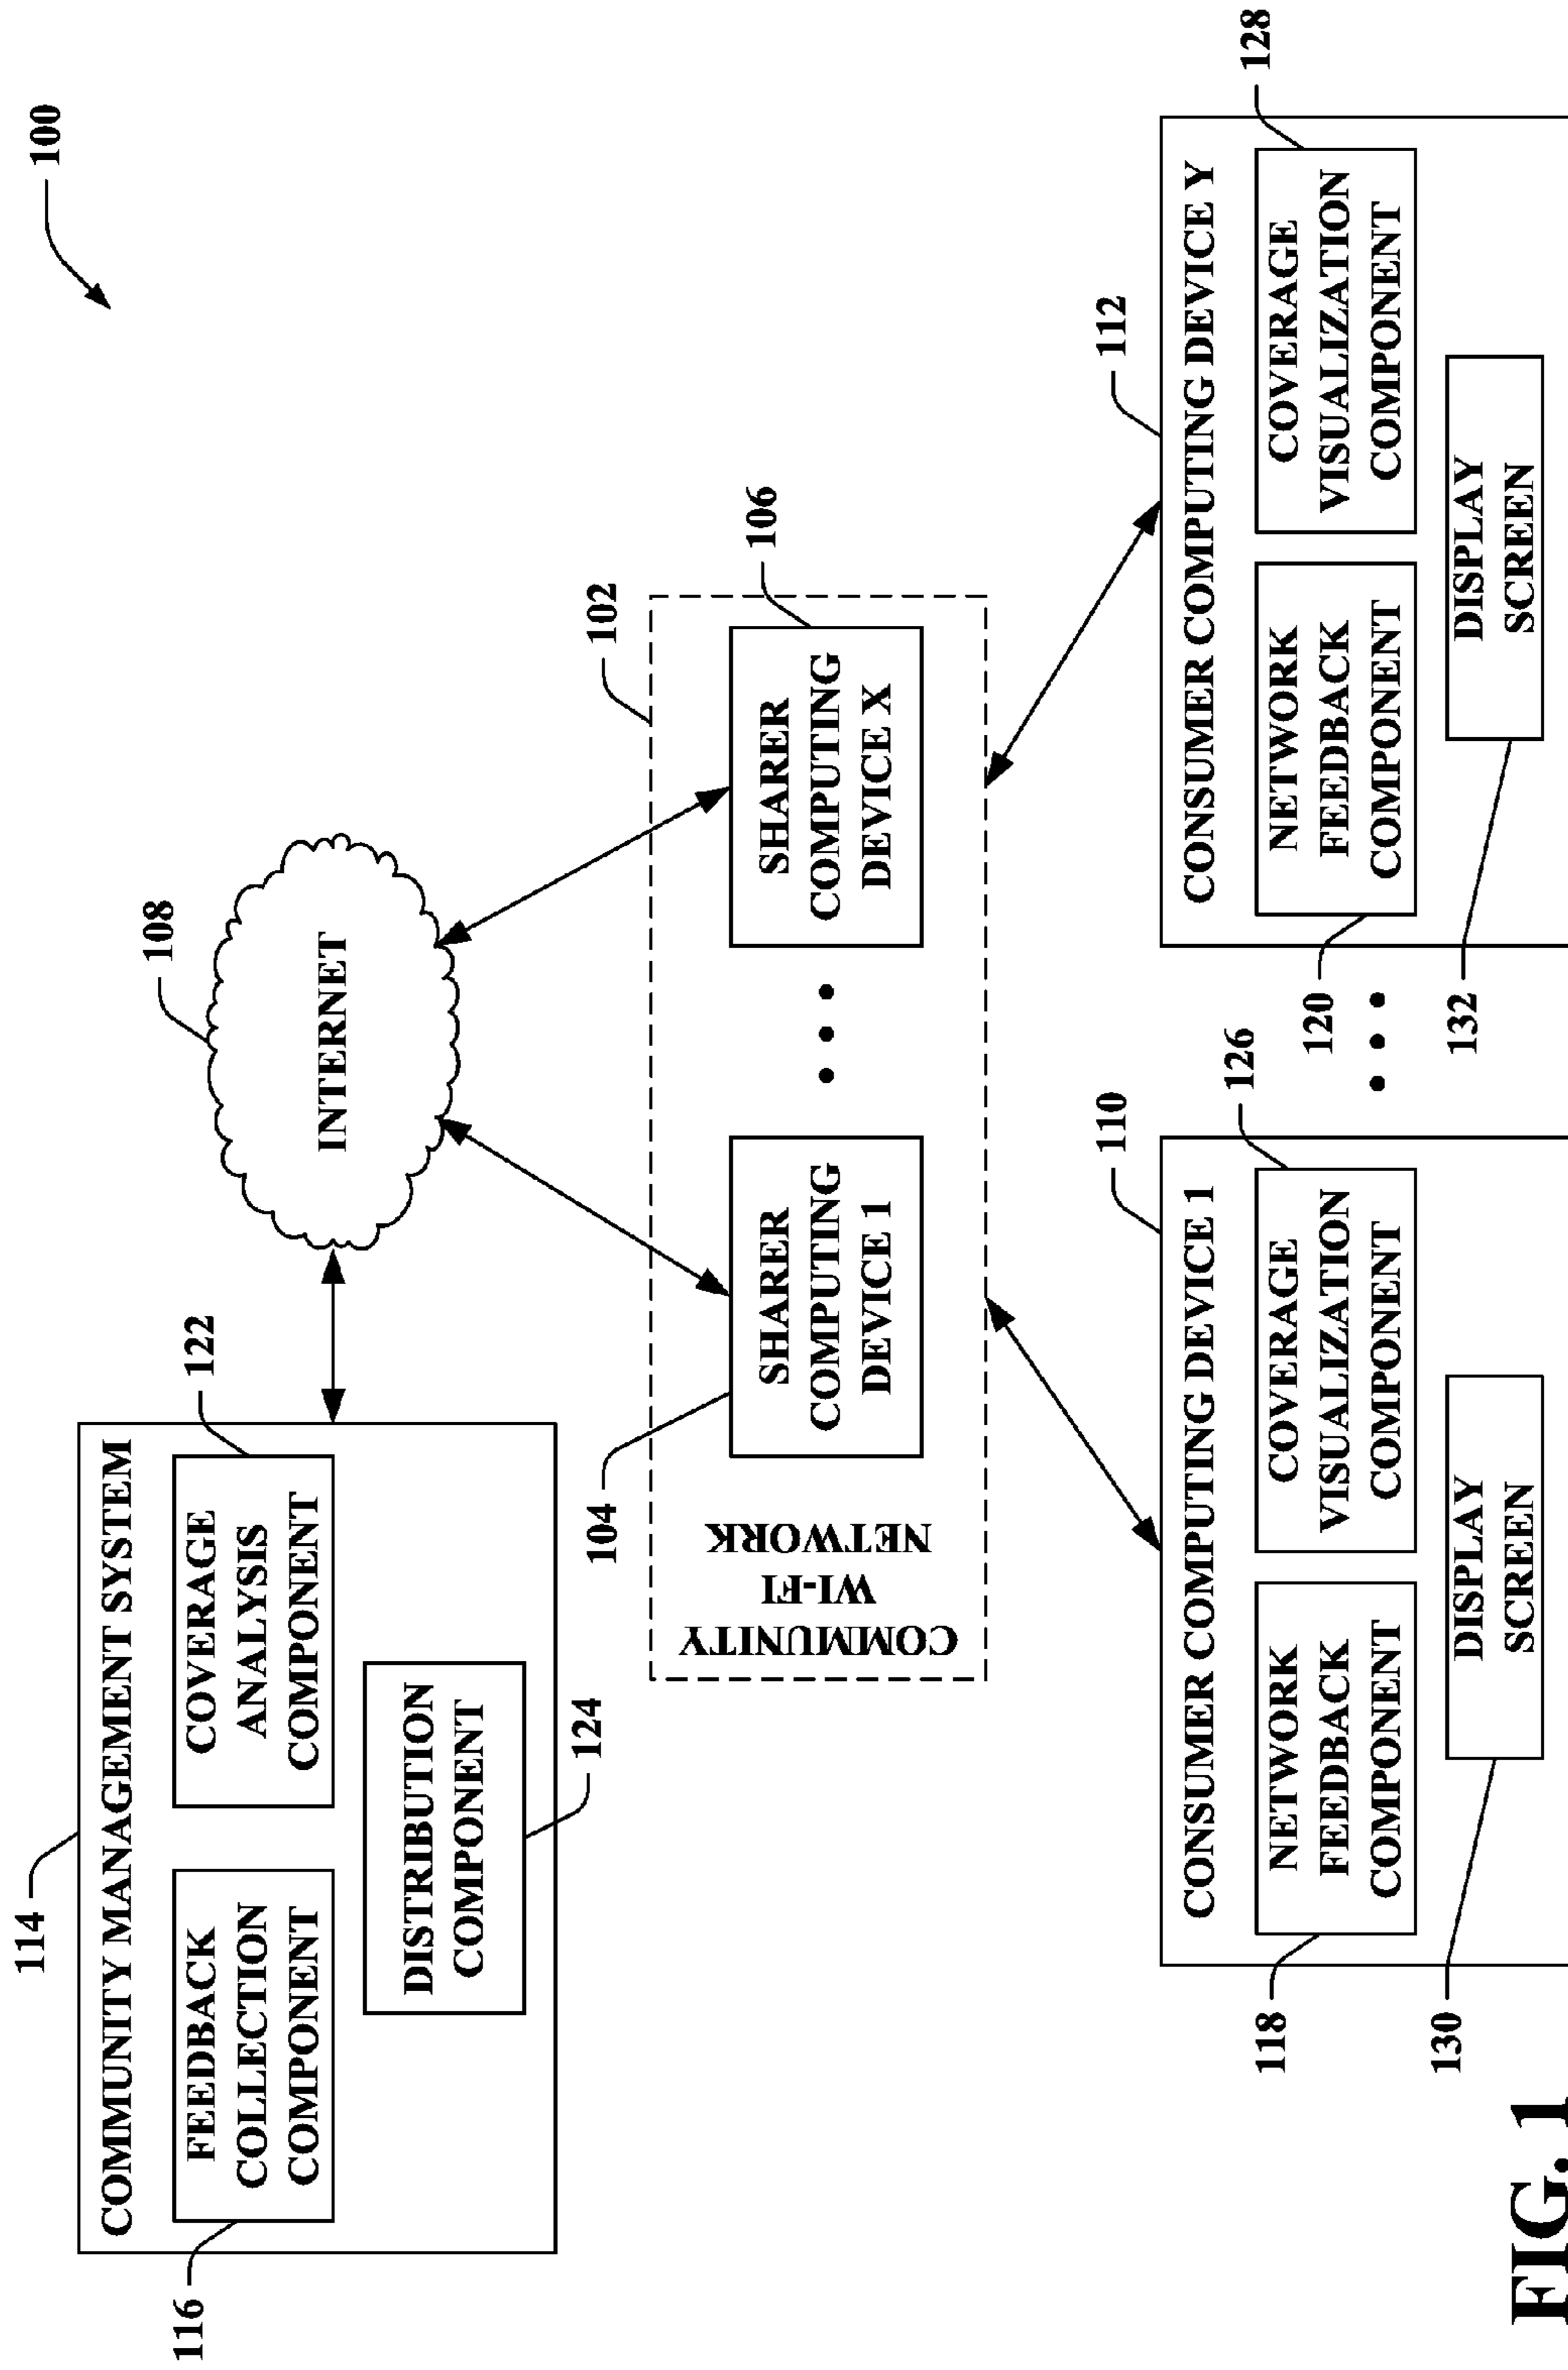 100
114
COMMUNITY MANAGEMENT SYSTEM
116
FEEDBACK
COLLECTION
COMPONENT
122
COVERAGE
ANALYSIS
COMPONENT
DISTRIBUTION
COMPONENT
124
108
INTERNET
102
COMMUNITY
WI-FI
NETWORK
104
SHARER
COMPUTING
DEVICE 1
106
SHARER
COMPUTING
DEVICE X
110
CONSUMER COMPUTING DEVICE 1
118
NETWORK
FEEDBACK
COMPONENT
126
COVERAGE
VISUALIZATION
COMPONENT
130
DISPLAY
SCREEN
112
CONSUMER COMPUTING DEVICE Y
120
NETWORK
FEEDBACK
COMPONENT
128
COVERAGE
VISUALIZATION
COMPONENT
132
DISPLAY
SCREEN
FIG. 1